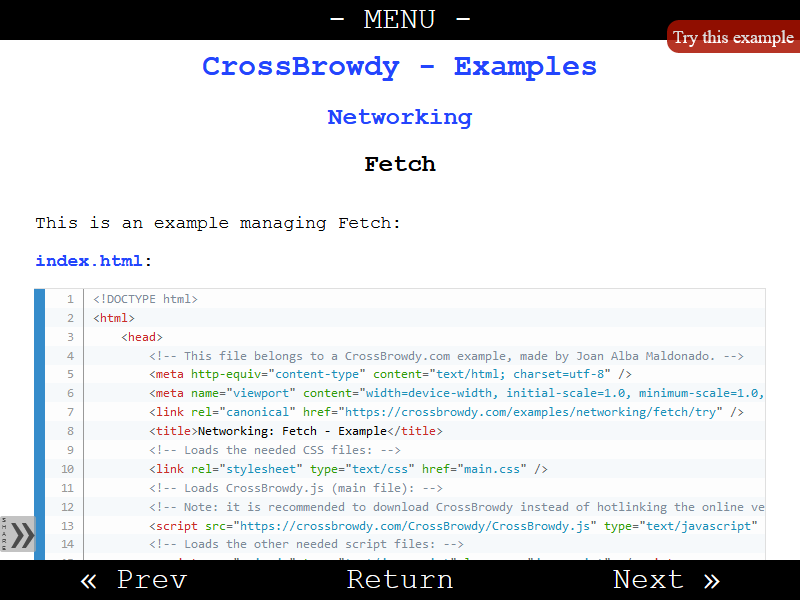 - MENU -
Try this example
CrossBrowdy - Examples
Networking
Fetch
This is an example managing Fetch:
index.html:
1 <!DOCTYPE html>
2 <html>
3 <head>
4 <!-- This file belongs to a CrossBrowdy.com example, made by Joan Alba Maldonado. -->
5 <meta http-equiv="content-type" content="text/html; charset=utf-8" />
6 <meta name="viewport" content="width=device-width, initial-scale=1.0, minimum-scale=1.0,
7 <link rel="canonical" href="https://crossbrowdy.com/examples/networking/fetch/try" />
8 <title>Networking: Fetch - Example</title>
9 <!-- Loads the needed CSS files: -->
10 <link rel="stylesheet" type="text/css" href="main.css" />
11 <!-- Loads CrossBrowdy.js (main file): -->
12 <!-- Note: it is recommended to download CrossBrowdy instead of hotlinking the online ve
13 <script src="https://crossbrowdy.com/CrossBrowdy/CrossBrowdy.js" type="text/javascript"
14 <!-- Loads the other needed script files: -->
SHARE »
« Prev Return Next »